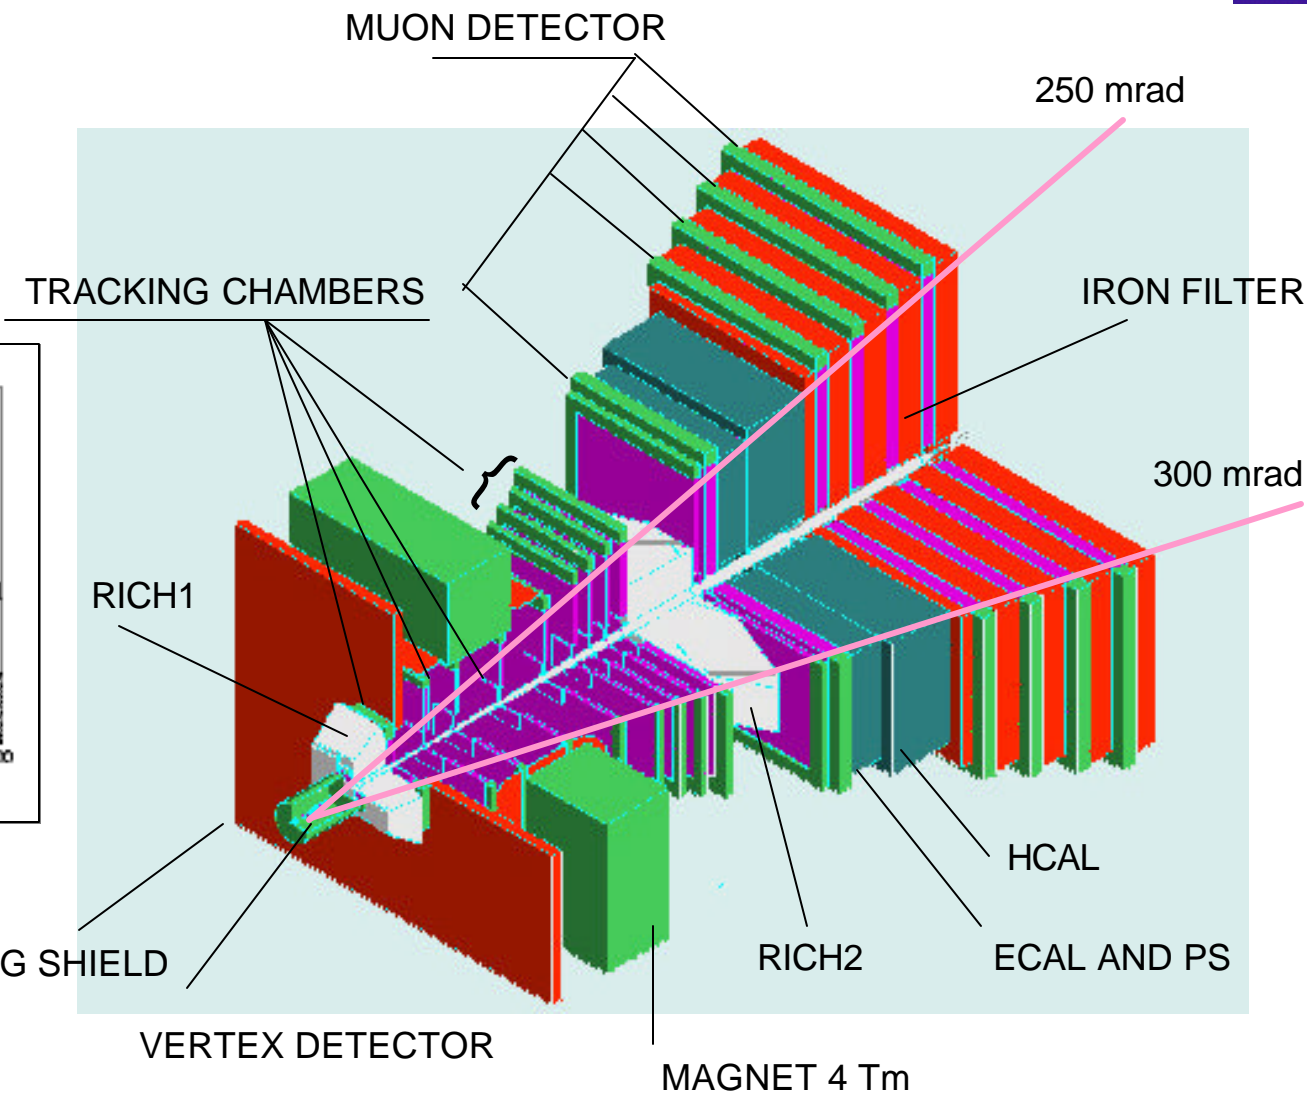 MUON DETECTOR
250 mrad
TRACKING CHAMBERS
IRON FILTER
300 mrad
RICH1
HCAL
G SHIELD
RICH2
ECAL AND PS
VERTEX DETECTOR
MAGNET 4 Tm